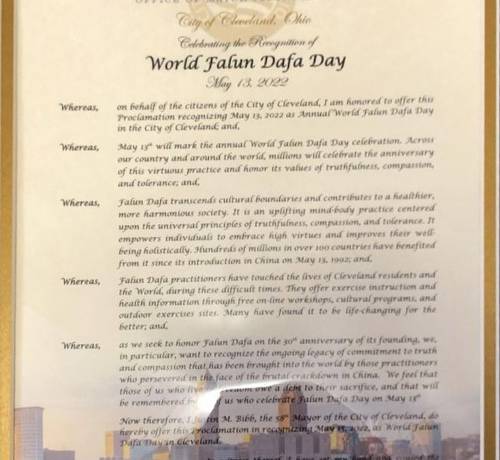 City of Cleveland, Ohio
Celebrating the Recognition of
World Falun Dafa Day
May 13, 2022
Whereas, on behalf of the citizens of the City of Cleveland, I am honored to offer this
Proclamation recognizing May 13, 2022 as Annual World Falun Dafa Day
in the City of Cleveland; and,
Whereas, May 13th will mark the annual World Falun Dafa Day celebration. Across
our country and around the world, millions will celebrate the anniversary
of this virtuous practice and honor its values of truthfulness, compassion,
and tolerance; and,
Whereas, Falun Dafa transcends cultural boundaries and contributes to a healthier,
more harmonious society. It is an uplifting mind-body practice centered
upon the universal principles of truthfulness, compassion, and tolerance. It
empowers individuals to embrace high virtues and improves their well-
being holistically. Hundreds of millions in over 100 countries have benefited
from it since its introduction in China on May 13, 1992; and,
Whereas, Falun Dafa practitioners have touched the lives of Cleveland residents and
the World, during these difficult times. They offer exercise instruction and
health information through free on-line workshops, cultural programs, and
outdoor exercises sites. Many have found it to be life-changing for the
better; and,
Whereas, as we seek to honor Falun Dafa on the 30th anniversary of its founding, we,
in particular, want to recognize the ongoing legacy of commitment to truth
and compassion that has been brought into the world by those practitioners
who persevered in the face of the brutal crackdown in China. We feel that
those of us who live owe a debt to their sacrifice, and that will
be remembered us who celebrate Falun Dafa Day on May 13th
Now therefore, I, Justin M. Bibb, the 58th Mayor of the City of Cleveland, do
hereby offer this Proclamation in recognizing May 13, 2022, as World Falun
Dafa Day in Cleveland.